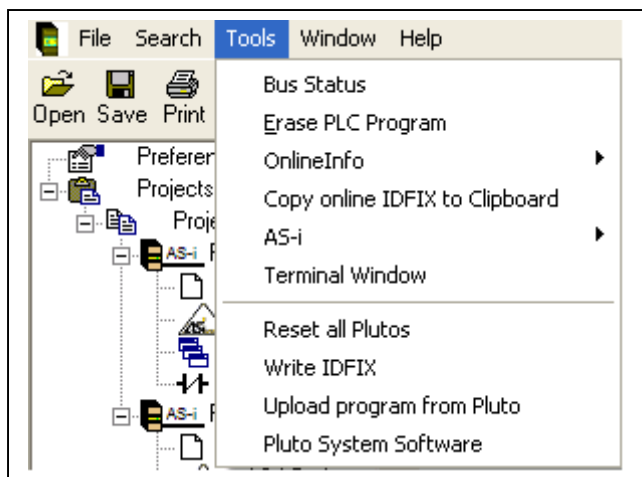 File Search Tools Window Help
Open Save Print
Bus Status
Erase PLC Program
OnlineInfo
Copy online IDFIX to Clipboard
AS-i
Terminal Window
Reset all Plutos
Write IDFIX
Upload program from Pluto
Pluto System Software
Projects
AS-i
AS-i